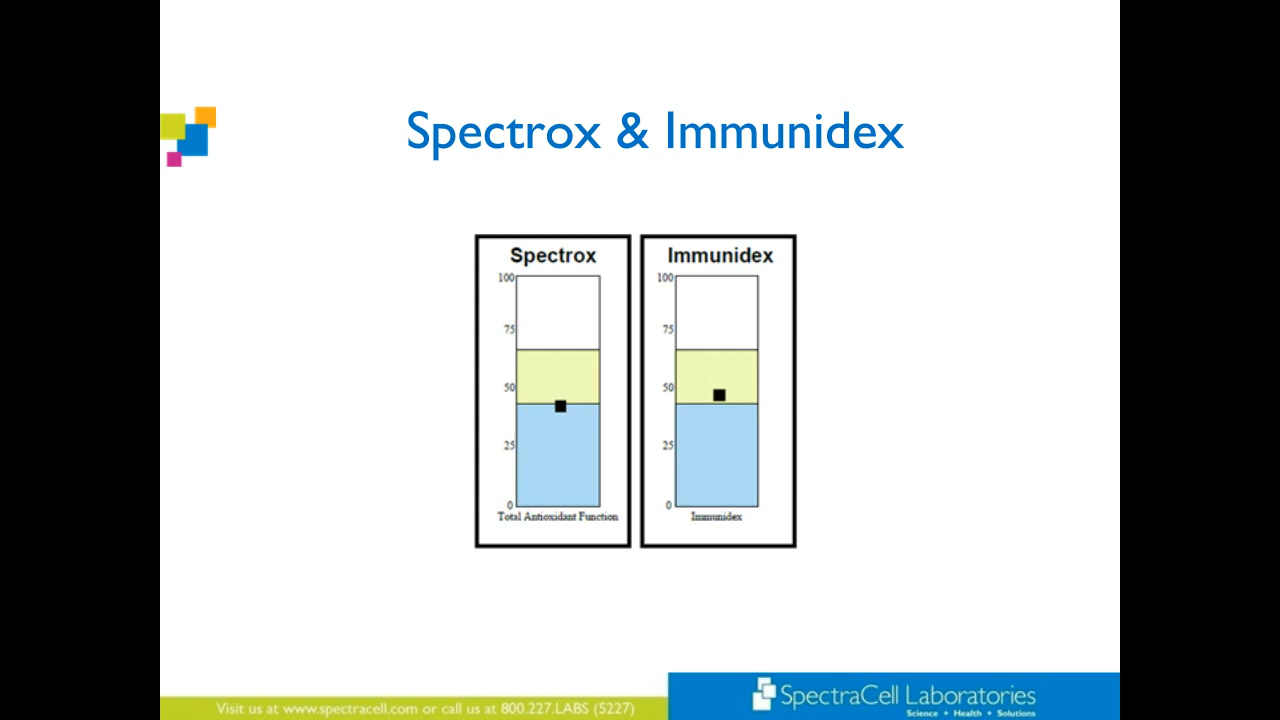 Spectrox & Immunidex
Spectrox
100
75
50
25
0
Total Antioxidant Function
Immunidex
100
75
50
25
0
Immunidex
Visit us at www.spectracell.com or call us at 800.227.LABS (5227)
SpectraCell Laboratories
Science + Health + Solutions